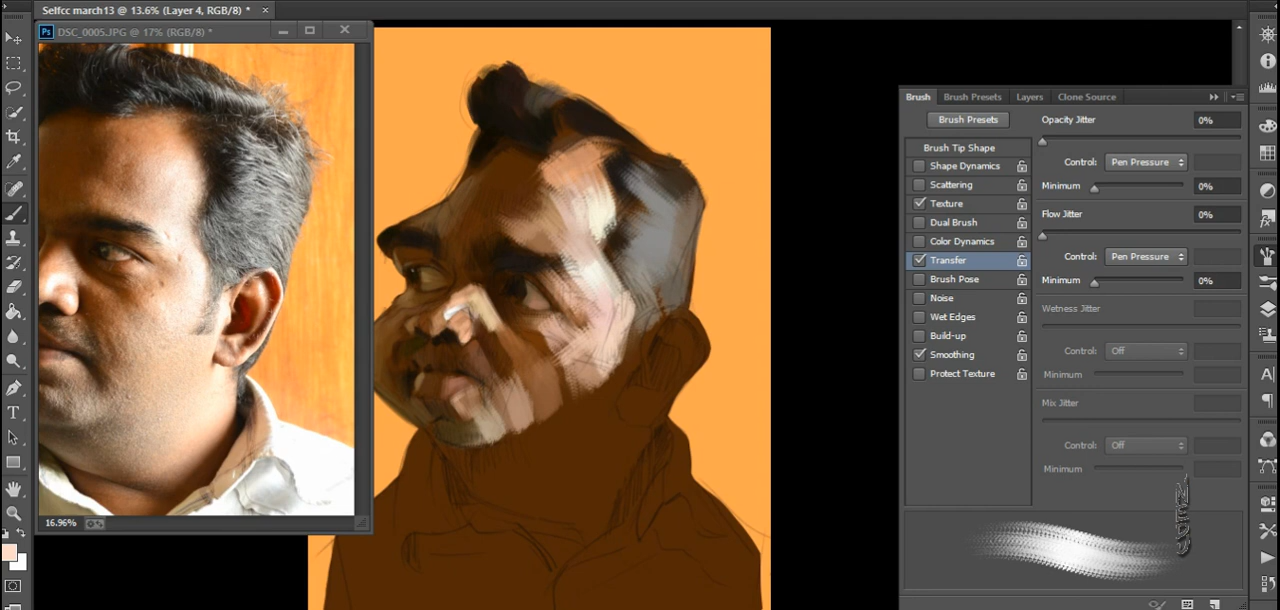 Selfcc march13 @ 13.6% (Layer 4, RGB/8) * ×
Ps DSC_0005.JPG @ 17% (RGB/8) *
16.96%
T
Brush Brush Presets Layers Clone Source
Brush Presets
Brush Tip Shape
Shape Dynamics
Scattering
Texture
Dual Brush
Color Dynamics
Transfer
Brush Pose
Noise
Wet Edges
Build-up
Smoothing
Protect Texture
Opacity Jitter 0%
Control: Pen Pressure
Minimum 0%
Flow Jitter 0%
Control: Pen Pressure
Minimum 0%
Wetness Jitter
Control: Off
Minimum
Mix Jitter
Control: Off
Minimum